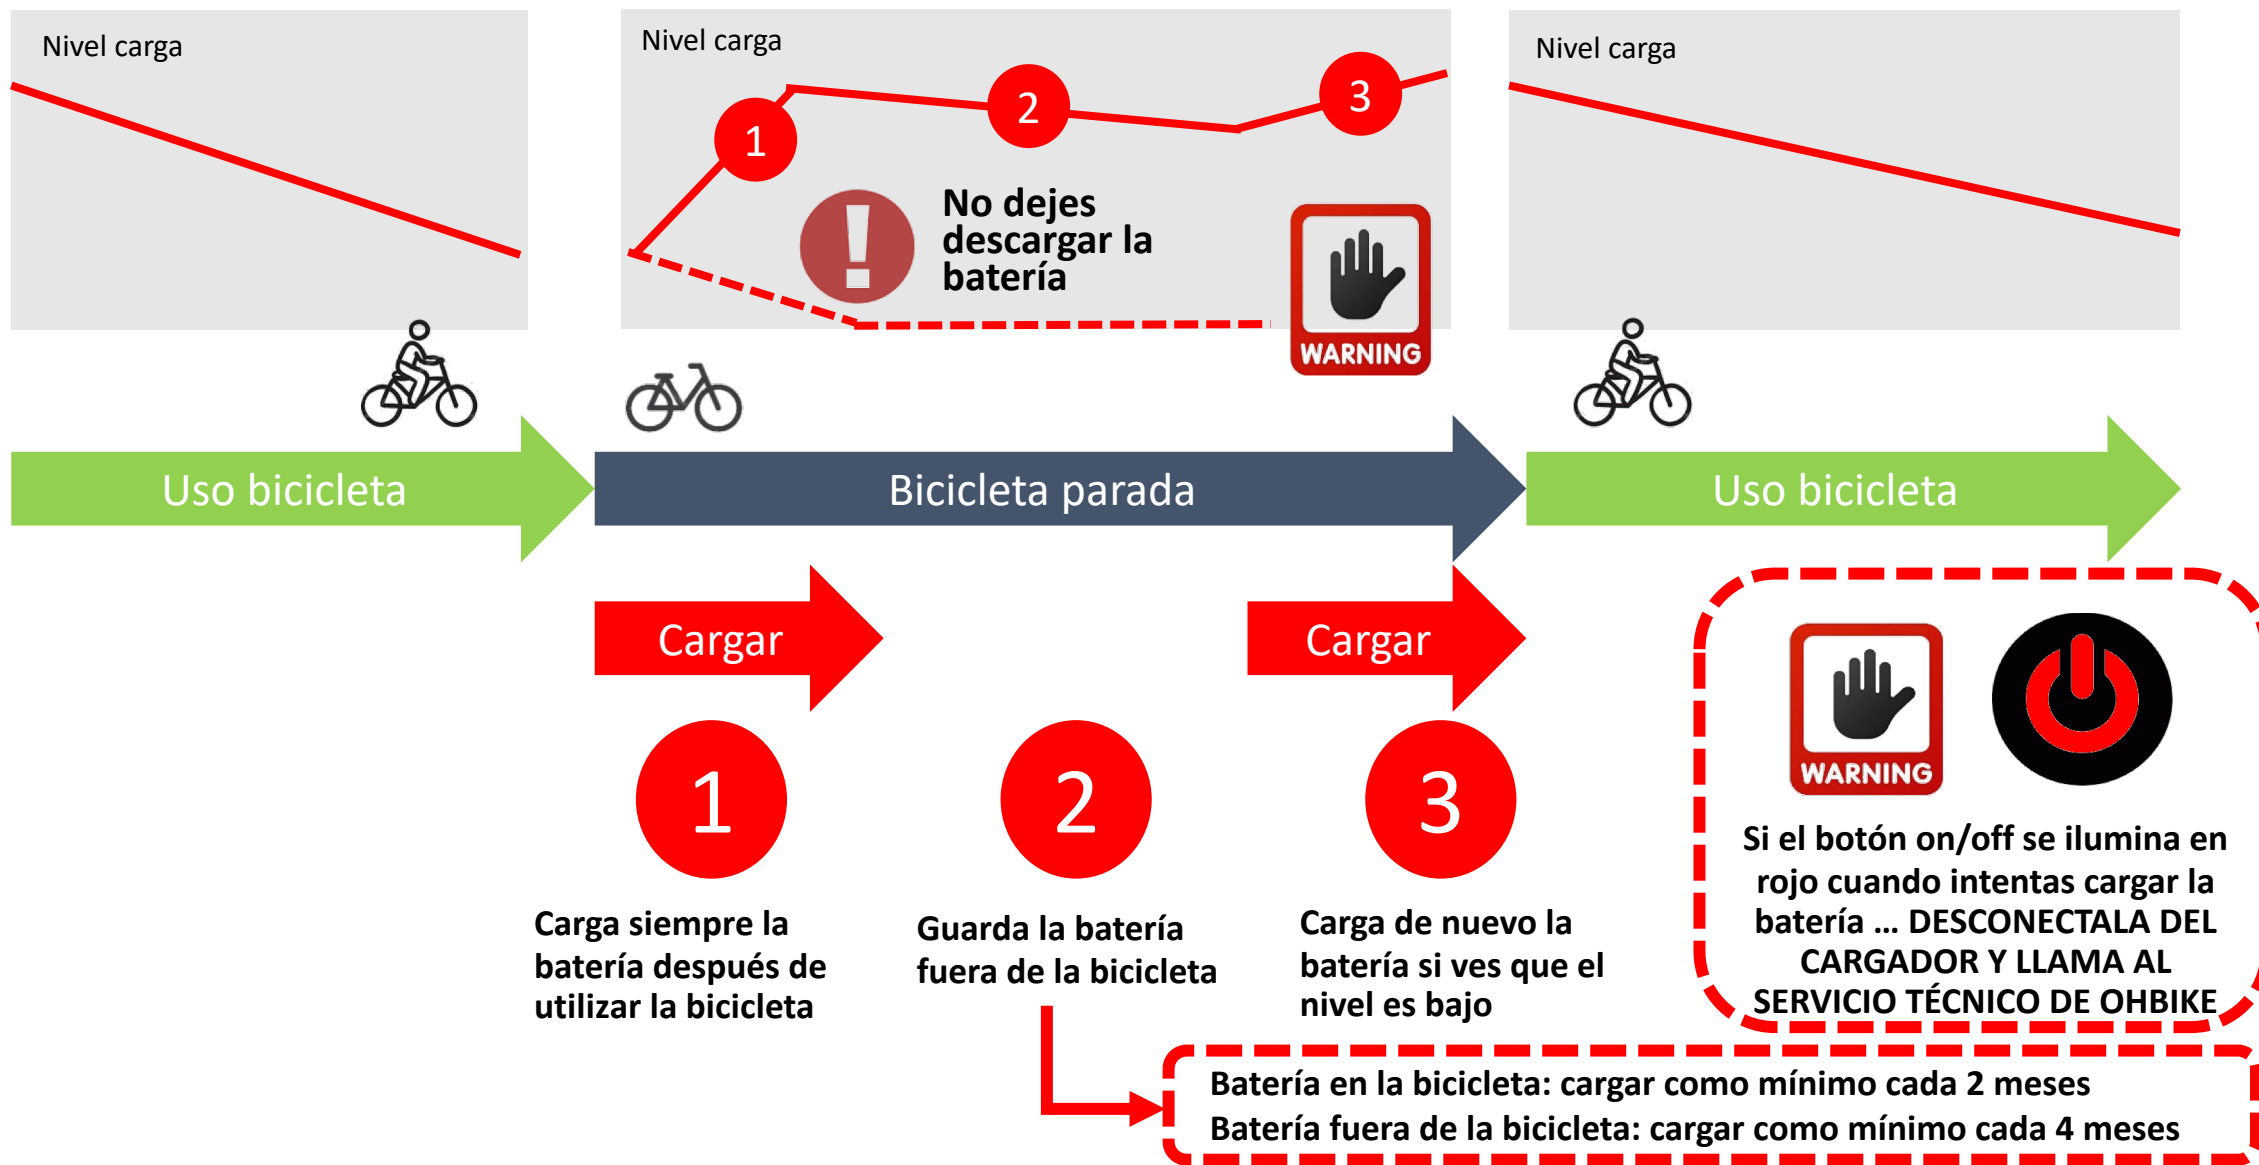 Nivel carga
Nivel carga
Nivel carga
1
2
3
No dejes
descargar la
batería
WARNING
Uso bicicleta
Bicicleta parada
Uso bicicleta
Cargar
Cargar
1
2
3
Carga siempre la
batería después de
utilizar la bicicleta
Guarda la batería
fuera de la bicicleta
Carga de nuevo la
batería si ves que el
nivel es bajo
WARNING
Si el botón on/off se ilumina en
rojo cuando intentas cargar la
batería ... DESCONECTALA DEL
CARGADOR Y LLAMA AL
SERVICIO TÉCNICO DE OHBIKE
Batería en la bicicleta: cargar como mínimo cada 2 meses
Batería fuera de la bicicleta: cargar como mínimo cada 4 meses